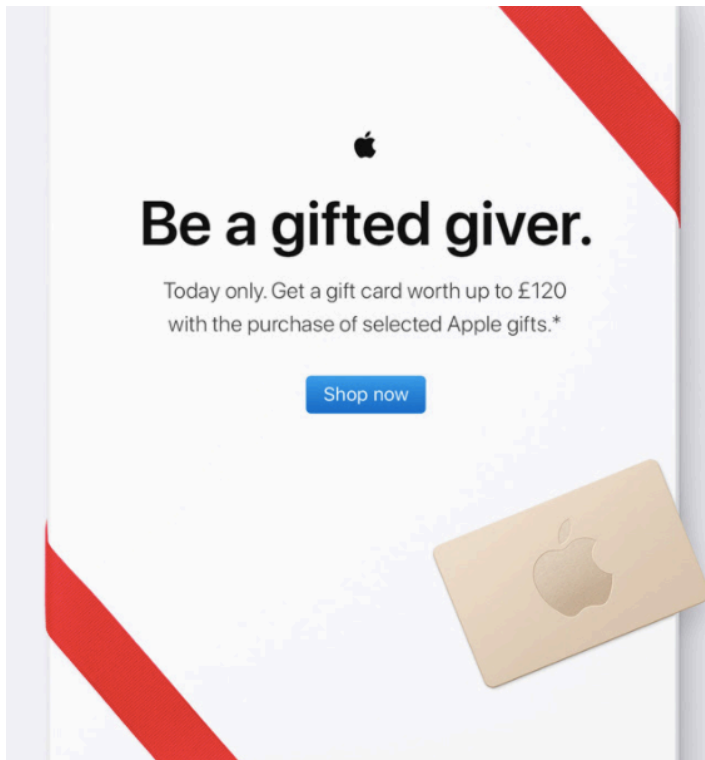 Be a gifted giver.
Today only. Get a gift card worth up to £120
with the purchase of selected Apple gifts.*
Shop now